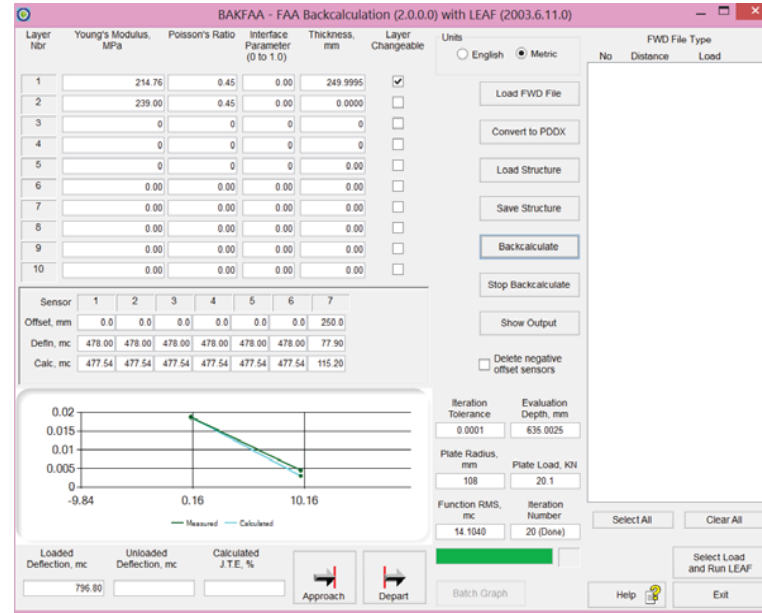 BAKFAA - FAA Backcalculation (2.0.0.0) with LEAF (2003.6.11.0)
Layer Nbr Young's Modulus, MPa Poisson's Ratio Interface Parameter (0 to 1.0) Thickness, mm Layer Changeable
1 214.76 0.45 0.00 249.9995
2 239.00 0.45 0.00 0.0000
3 0 0 0 0
4 0 0 0 0
5 0 0 0 0.00
6 0.00 0.00 0.00 0.00
7 0.00 0.00 0.00 0.00
8 0.00 0.00 0.00 0.00
9 0.00 0.00 0.00 0.00
10 0.00 0.00 0.00 0.00
Sensor 1 2 3 4 5 6 7
Offset, mm 0.0 0.0 0.0 0.0 0.0 0.0 250.0
Defln, mc 478.00 478.00 478.00 478.00 478.00 478.00 77.90
Calc, mc 477.54 477.54 477.54 477.54 477.54 477.54 115.20
0.02
0.015
0.01
0.005
0
-9.84 0.16 10.16
Measured Calculated
Loaded Deflection, mc Unloaded Deflection, mc Calculated J.T.E, %
796.80
Approach
Depart
Units
English Metric
Load FWD File
Convert to PDDX
Load Structure
Save Structure
Backcalculate
Stop Backcalculate
Show Output
Delete negative offset sensors
Iteration Tolerance Evaluation Depth, mm
0.0001 635.0025
Plate Radius, mm Plate Load, KN
108 20.1
Function RMS, mc Iteration Number
14.1040 20 (Done)
Batch Graph
FWD File Type
No Distance Load
Select All Clear All
Select Load and Run LEAF
Help Exit